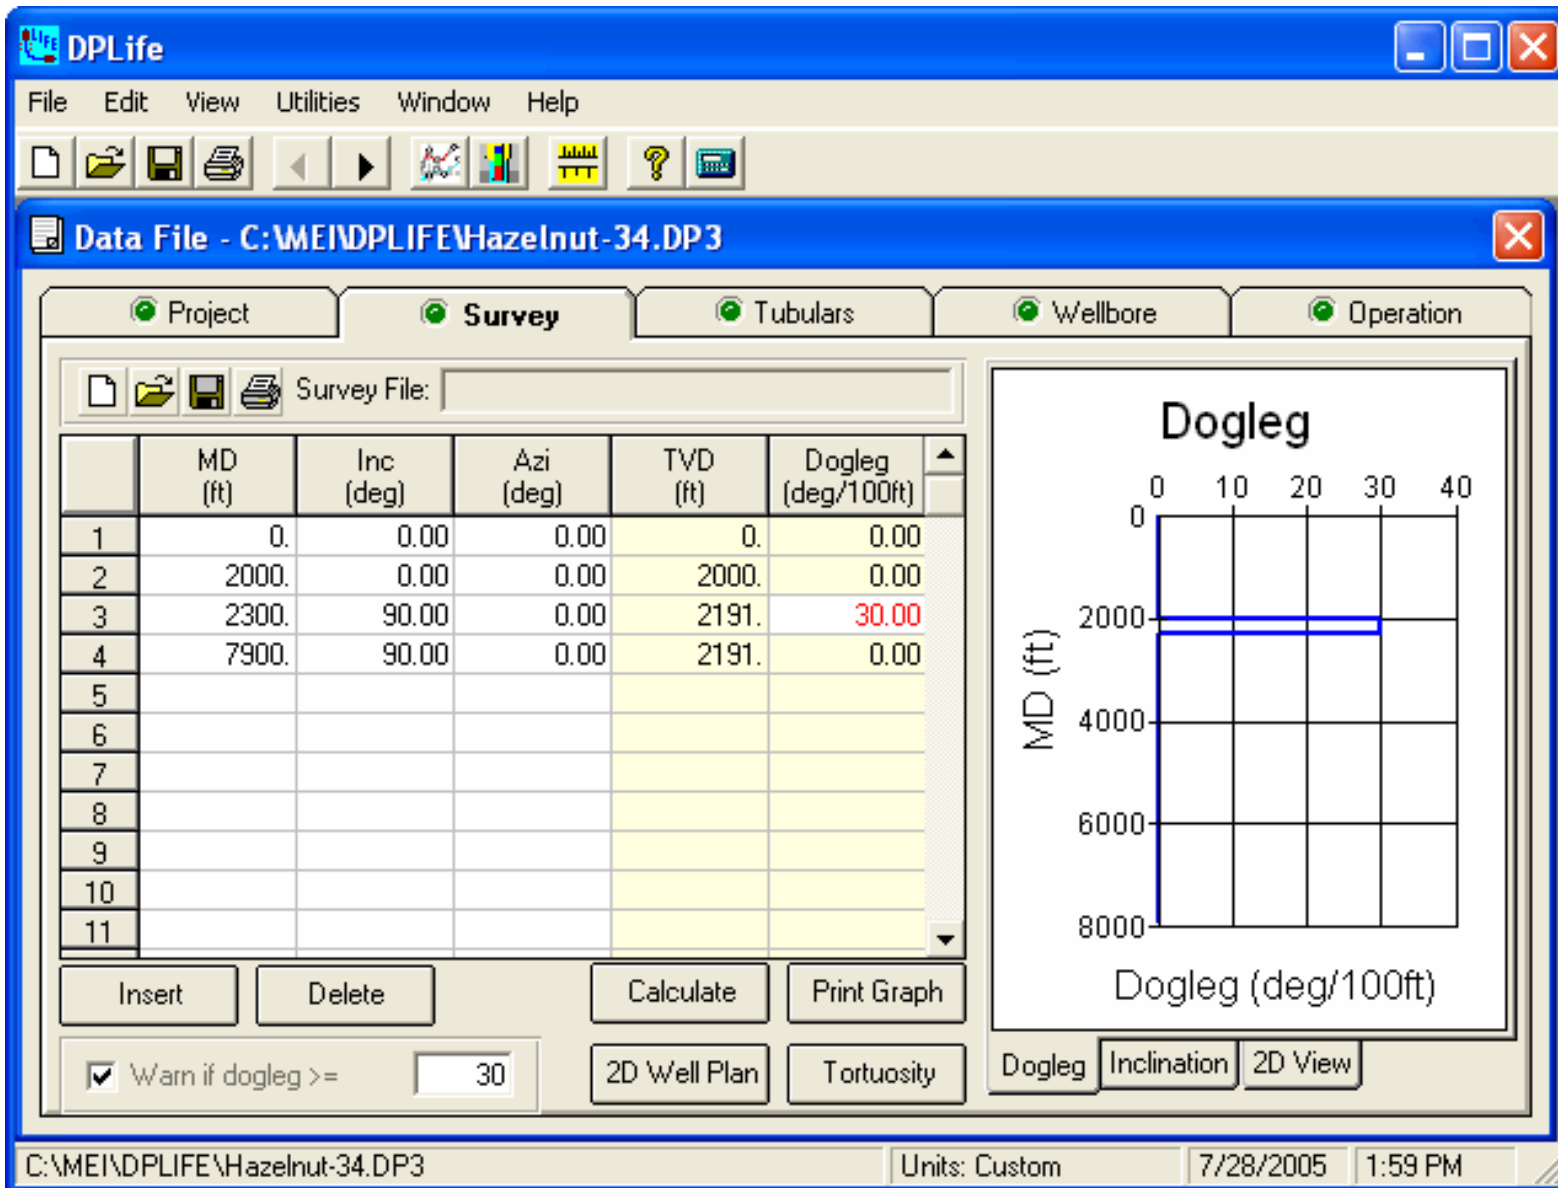 LIFE DPLife
File Edit View Utilities Window Help
Data File - C:\MEI\DPLIFE\Hazelnut-34.DP3
Project Survey Tubulars Wellbore Operation
Survey File:
MD (ft) Inc (deg) Azi (deg) TVD (ft) Dogleg (deg/100ft)
1 0. 0.00 0.00 0. 0.00
2 2000. 0.00 0.00 2000. 0.00
3 2300. 90.00 0.00 2191. 30.00
4 7900. 90.00 0.00 2191. 0.00
5
6
7
8
9
10
11
Insert Delete Calculate Print Graph
Warn if dogleg >= 30 2D Well Plan Tortuosity
Dogleg
0 10 20 30 40
0
2000
4000
6000
8000
MD (ft)
Dogleg (deg/100ft)
Dogleg Inclination 2D View
C:\MEI\DPLIFE\Hazelnut-34.DP3 Units: Custom 7/28/2005 1:59 PM